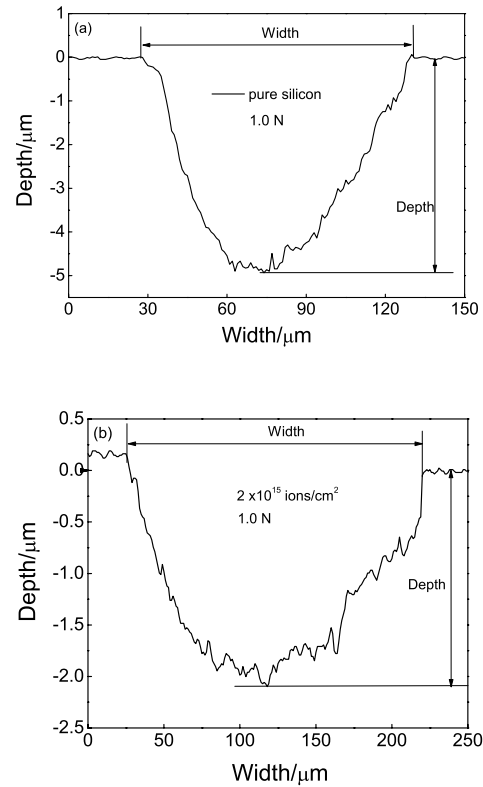 (a)
Width
pure silicon
1.0 N
Depth
Depth/μm
0
-1
-2
-3
-4
-5
0 30 60 90 120 150
Width/μm
(b)
Width
2 x10^15 ions/cm^2
1.0 N
Depth
Depth/μm
0.5
0.0
-0.5
-1.0
-1.5
-2.0
-2.5
0 50 100 150 200 250
Width/μm